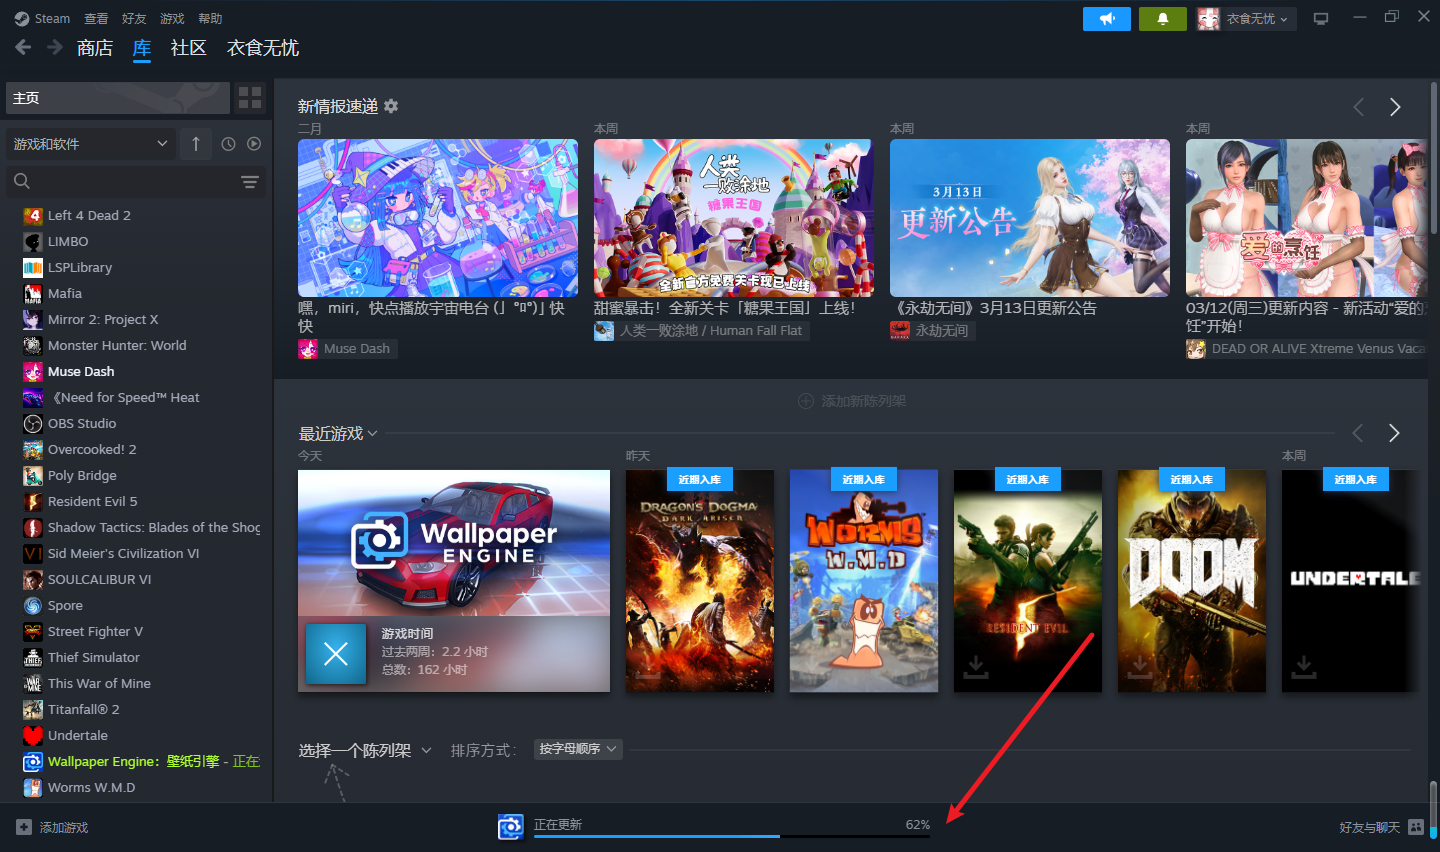 Steam 查看 好友 游戏 帮助
衣食无忧
商店 库 社区 衣食无忧
主页
游戏和软件
Left 4 Dead 2
LIMBO
LSPLibrary
Mafia
Mirror 2: Project X
Monster Hunter: World
Muse Dash
《Need for Speed™ Heat
OBS Studio
Overcooked! 2
Poly Bridge
Resident Evil 5
Shadow Tactics: Blades of the Shog
Sid Meier's Civilization VI
SOULCALIBUR VI
Spore
Street Fighter V
Thief Simulator
This War of Mine
Titanfall® 2
Undertale
Wallpaper Engine：壁纸引擎 - 正在
Worms W.M.D
添加游戏
新情报速递
二月
嘿，miri，快点播放宇宙电台 (」°ロ°)」快
快
Muse Dash
本周
人类
一败涂地
糖果王国
全新官方免费关卡现已上线
甜蜜暴击！全新关卡「糖果王国」上线！
人类一败涂地 / Human Fall Flat
本周
3月13日
更新公告
《永劫无间》3月13日更新公告
永劫无间
本周
爱的烹饪
03/12(周三)更新内容 - 新活动“爱的烹
饪”开始！
DEAD OR ALIVE Xtreme Venus Vaca
添加新陈列架
最近游戏
今天
Wallpaper
ENGINE
游戏时间
过去两周：2.2 小时
总数：162 小时
昨天
近期入库
DRAGON'S DOGMA
DARK ARISEN
近期入库
WORMS
W.M.D
近期入库
RESIDENT EVIL
5
近期入库
DOOM
本周
近期入库
UNDERTALE
选择一个陈列架 排序方式： 按字母顺序
正在更新 62%
好友与聊天